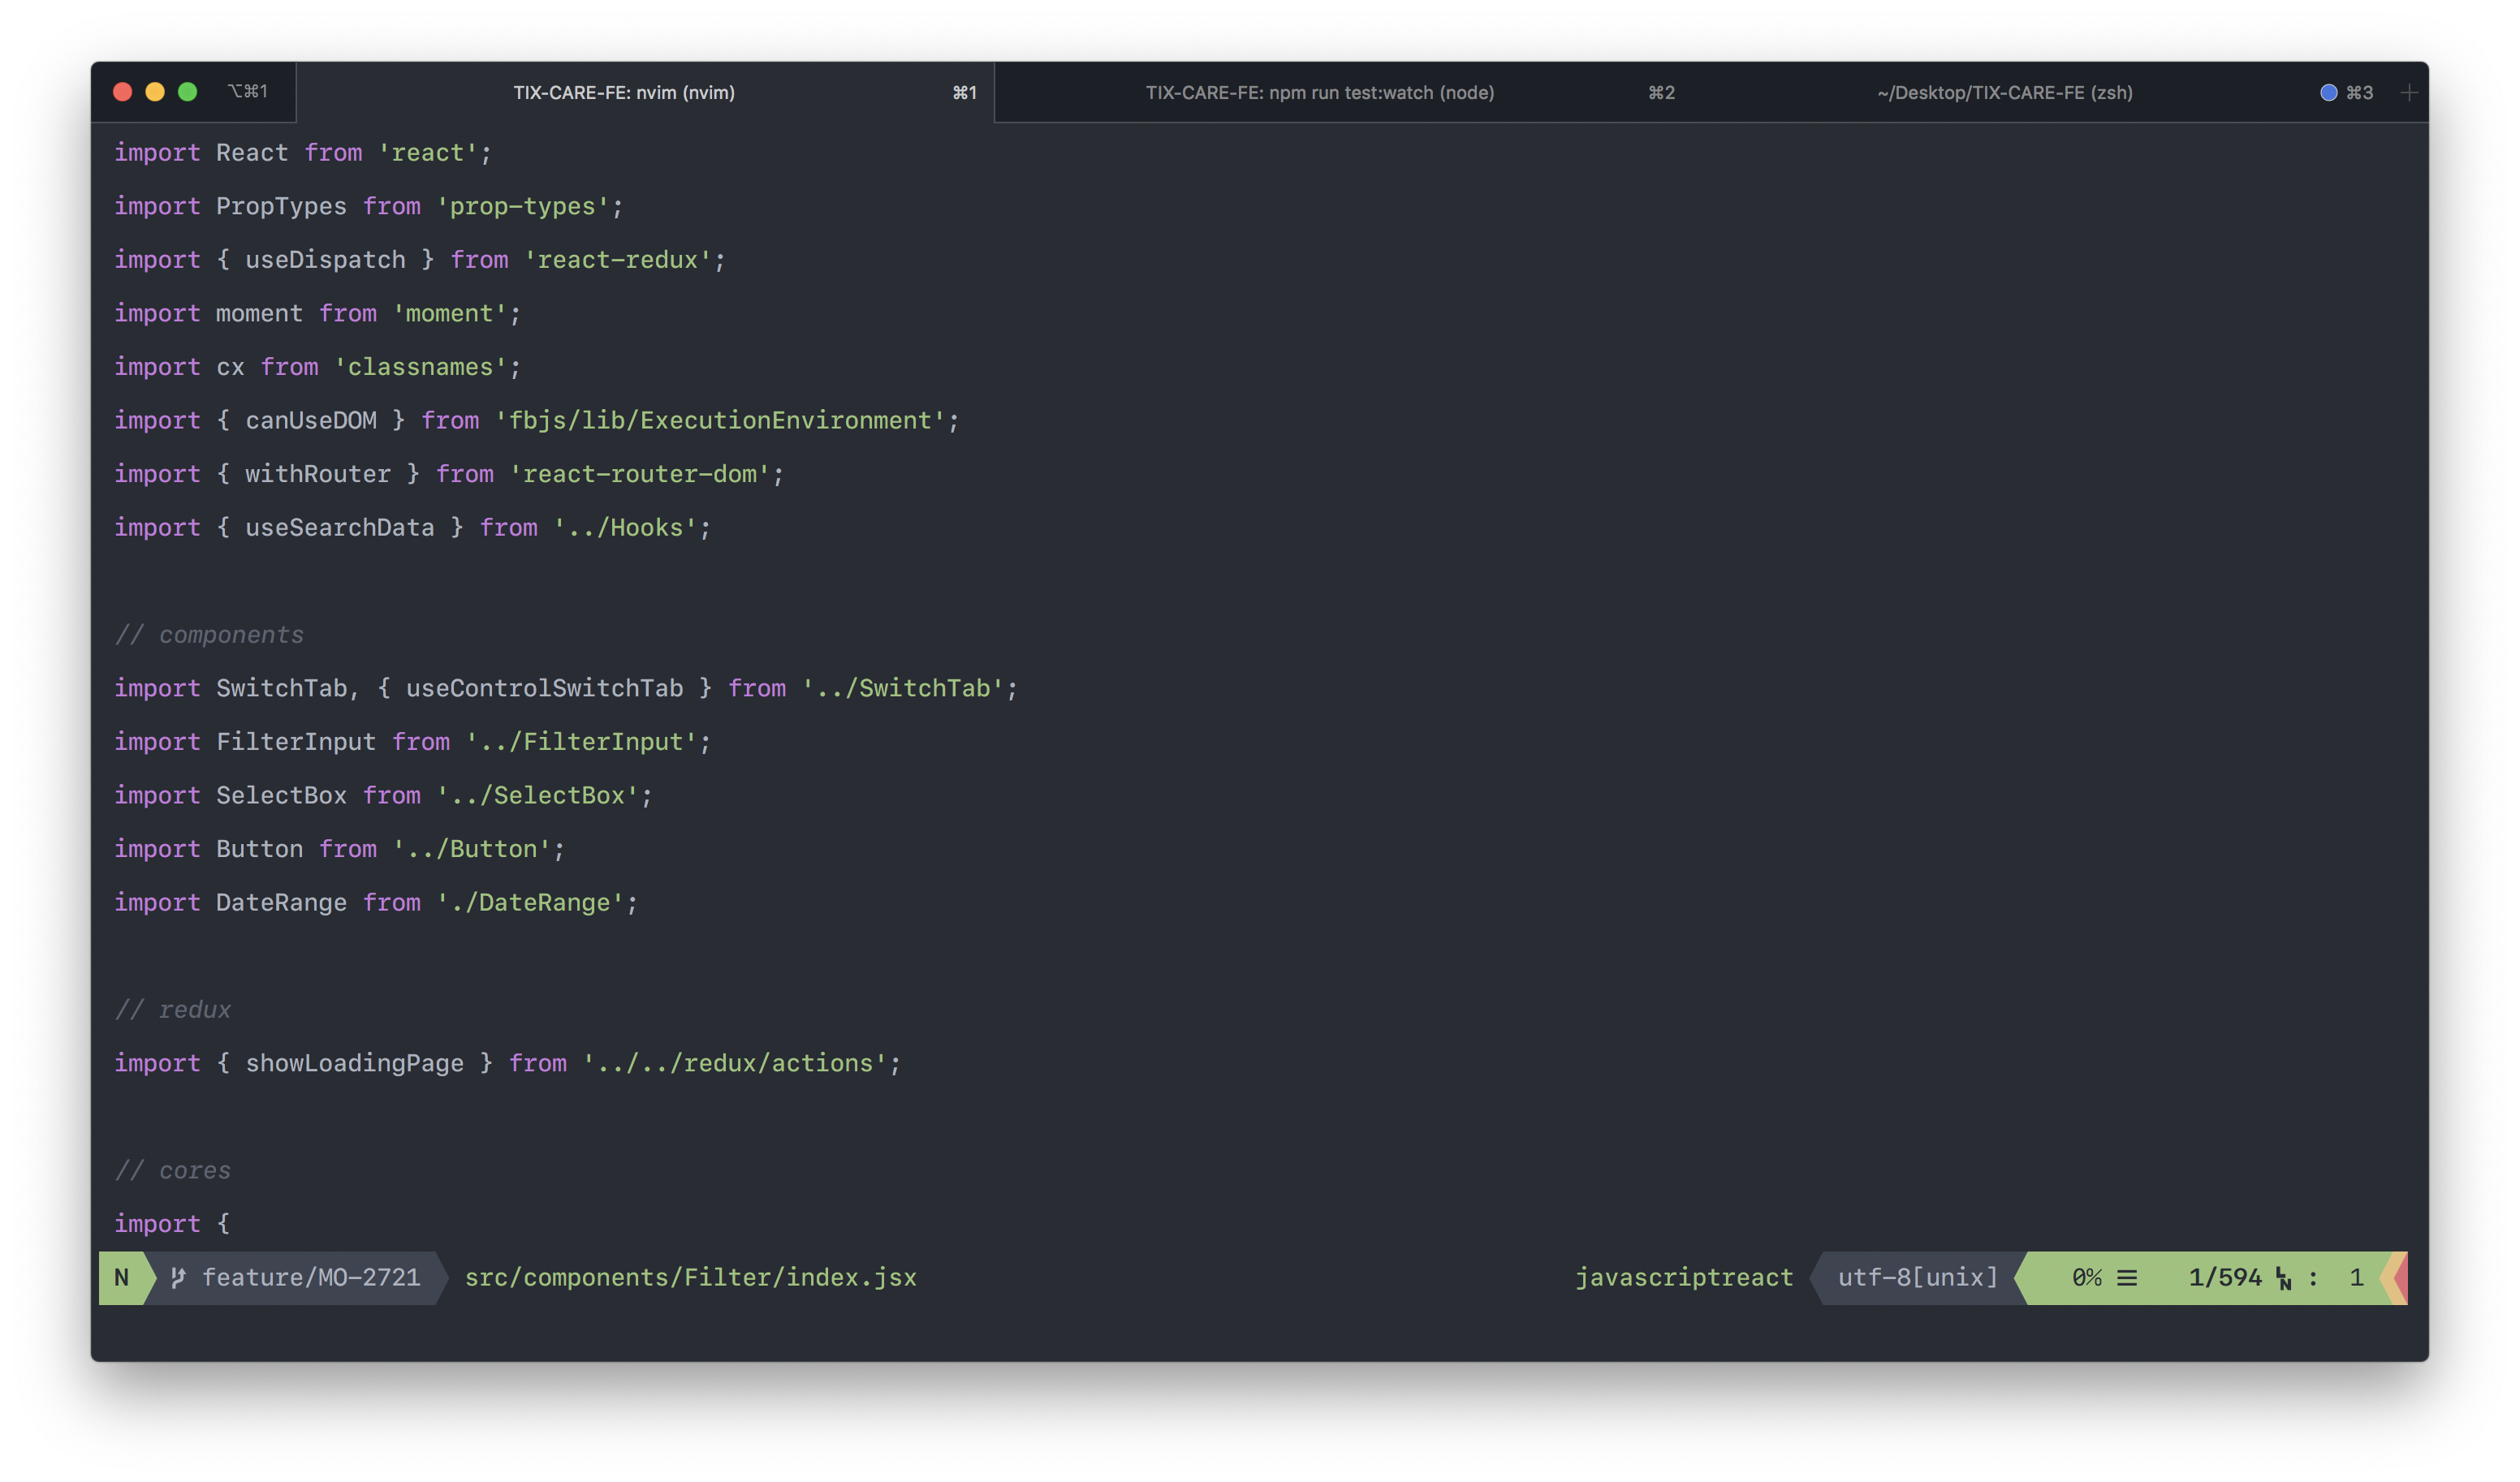 ⌥⌘1 TIX-CARE-FE: nvim (nvim) ⌘1 TIX-CARE-FE: npm run test:watch (node) ⌘2 ~/Desktop/TIX-CARE-FE (zsh) ⌘3 +
import React from 'react';
import PropTypes from 'prop-types';
import { useDispatch } from 'react-redux';
import moment from 'moment';
import cx from 'classnames';
import { canUseDOM } from 'fbjs/lib/ExecutionEnvironment';
import { withRouter } from 'react-router-dom';
import { useSearchData } from '../Hooks';
// components
import SwitchTab, { useControlSwitchTab } from '../SwitchTab';
import FilterInput from '../FilterInput';
import SelectBox from '../SelectBox';
import Button from '../Button';
import DateRange from './DateRange';
// redux
import { showLoadingPage } from '../../redux/actions';
// cores
import {
N feature/MO-2721 src/components/Filter/index.jsx javascriptreact utf-8[unix] 0% ☰ 1/594 LN : 1